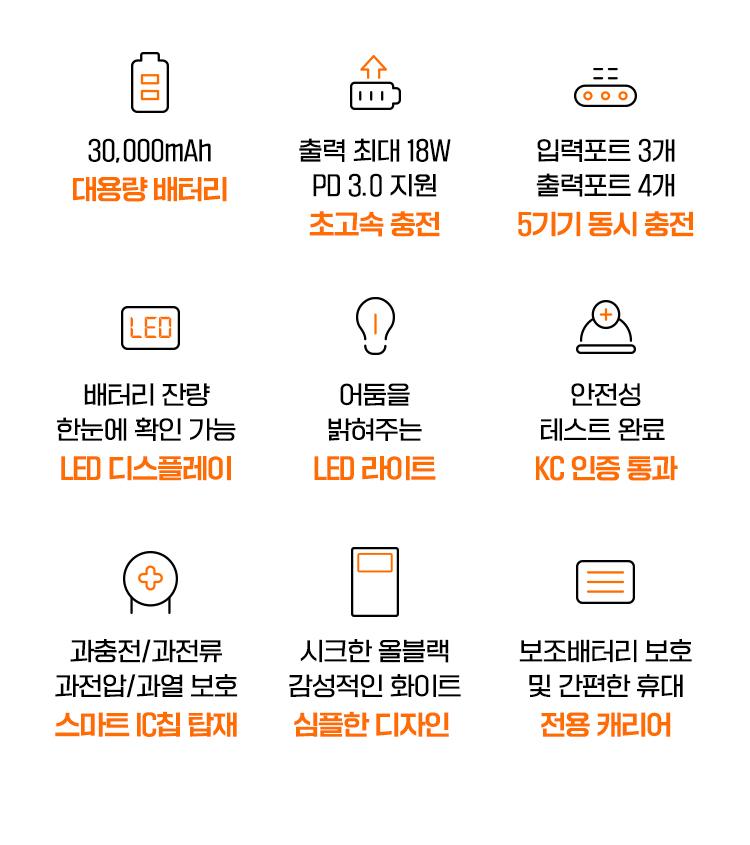 30,000mAh
대용량 배터리
출력 최대 18W
PD 3.0 지원
초고속 충전
입력포트 3개
출력포트 4개
5기기 동시 충전
LED
배터리 잔량
한눈에 확인 가능
LED 디스플레이
어둠을
밝혀주는
LED 라이트
안전성
테스트 완료
KC 인증 통과
과충전/과전류
과전압/과열 보호
스마트 IC칩 탑재
시크한 올블랙
감성적인 화이트
심플한 디자인
보조배터리 보호
및 간편한 휴대
전용 캐리어